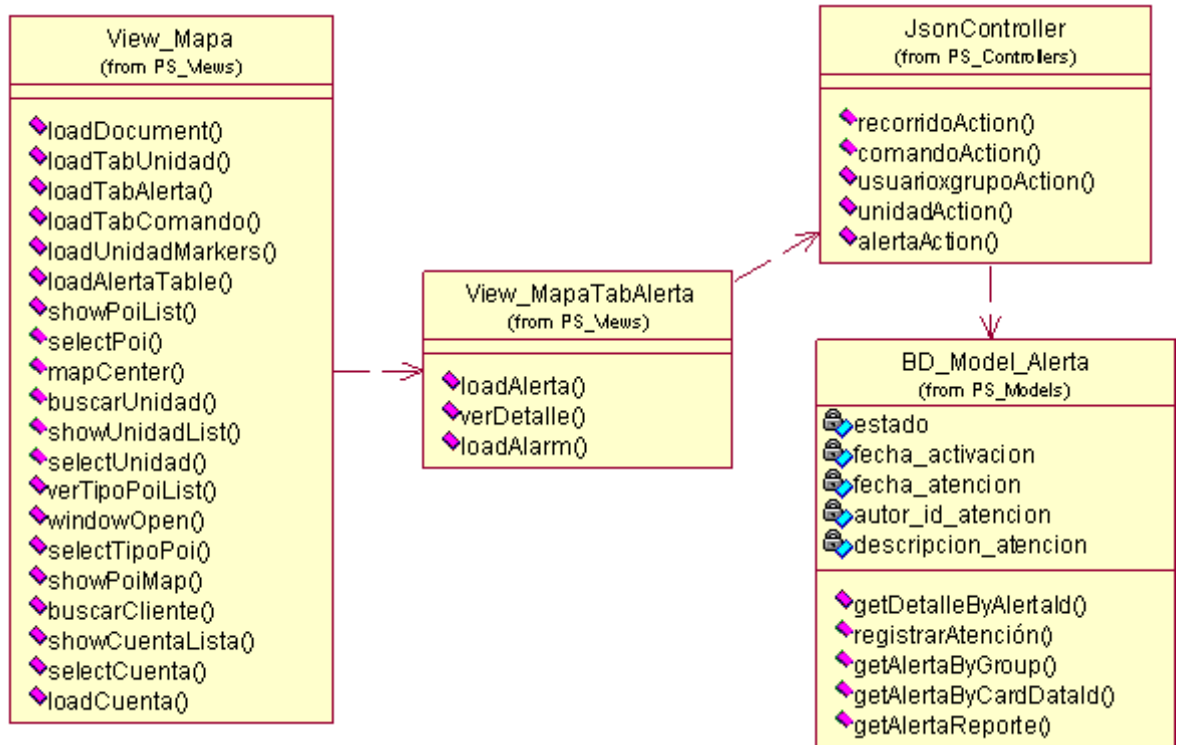 View_Mapa
(from PS_Views)
loadDocument()
loadTabUnidad()
loadTabAlerta()
loadTabComando()
loadUnidadMarkers()
loadAlertaTable()
showPoiList()
selectPoi()
mapCenter()
buscarUnidad()
showUnidadList()
selectUnidad()
verTipoPoiList()
windowOpen()
selectTipoPoi()
showPoiMap()
buscarCliente()
showCuentaLista()
selectCuenta()
loadCuenta()
View_MapaTabAlerta
(from PS_Views)
loadAlerta()
verDetalle()
loadAlarm()
JsonController
(from PS_Controllers)
recorridoAction()
comandoAction()
usuarioxgrupoAction()
unidadAction()
alertaAction()
BD_Model_Alerta
(from PS_Models)
estado
fecha_activacion
fecha_atencion
autor_id_atencion
descripcion_atencion
getDetalleByAlertaId()
registrarAtención()
getAlertaByGroup()
getAlertaByCardDataId()
getAlertaReporte()